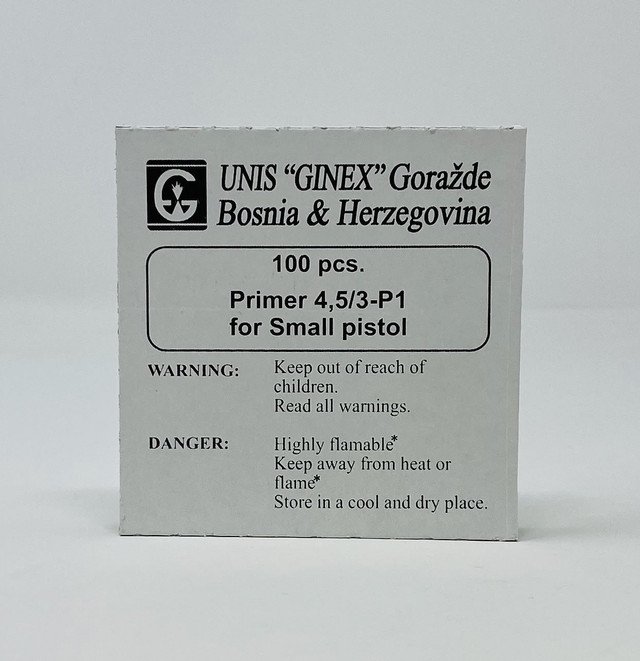 UNIS "GINEX" Goražde
Bosnia & Herzegovina
100 pcs.
Primer 4,5/3-P1
for Small pistol
WARNING: Keep out of reach of
children.
Read all warnings.
DANGER: Highly flamable*
Keep away from heat or
flame*
Store in a cool and dry place.